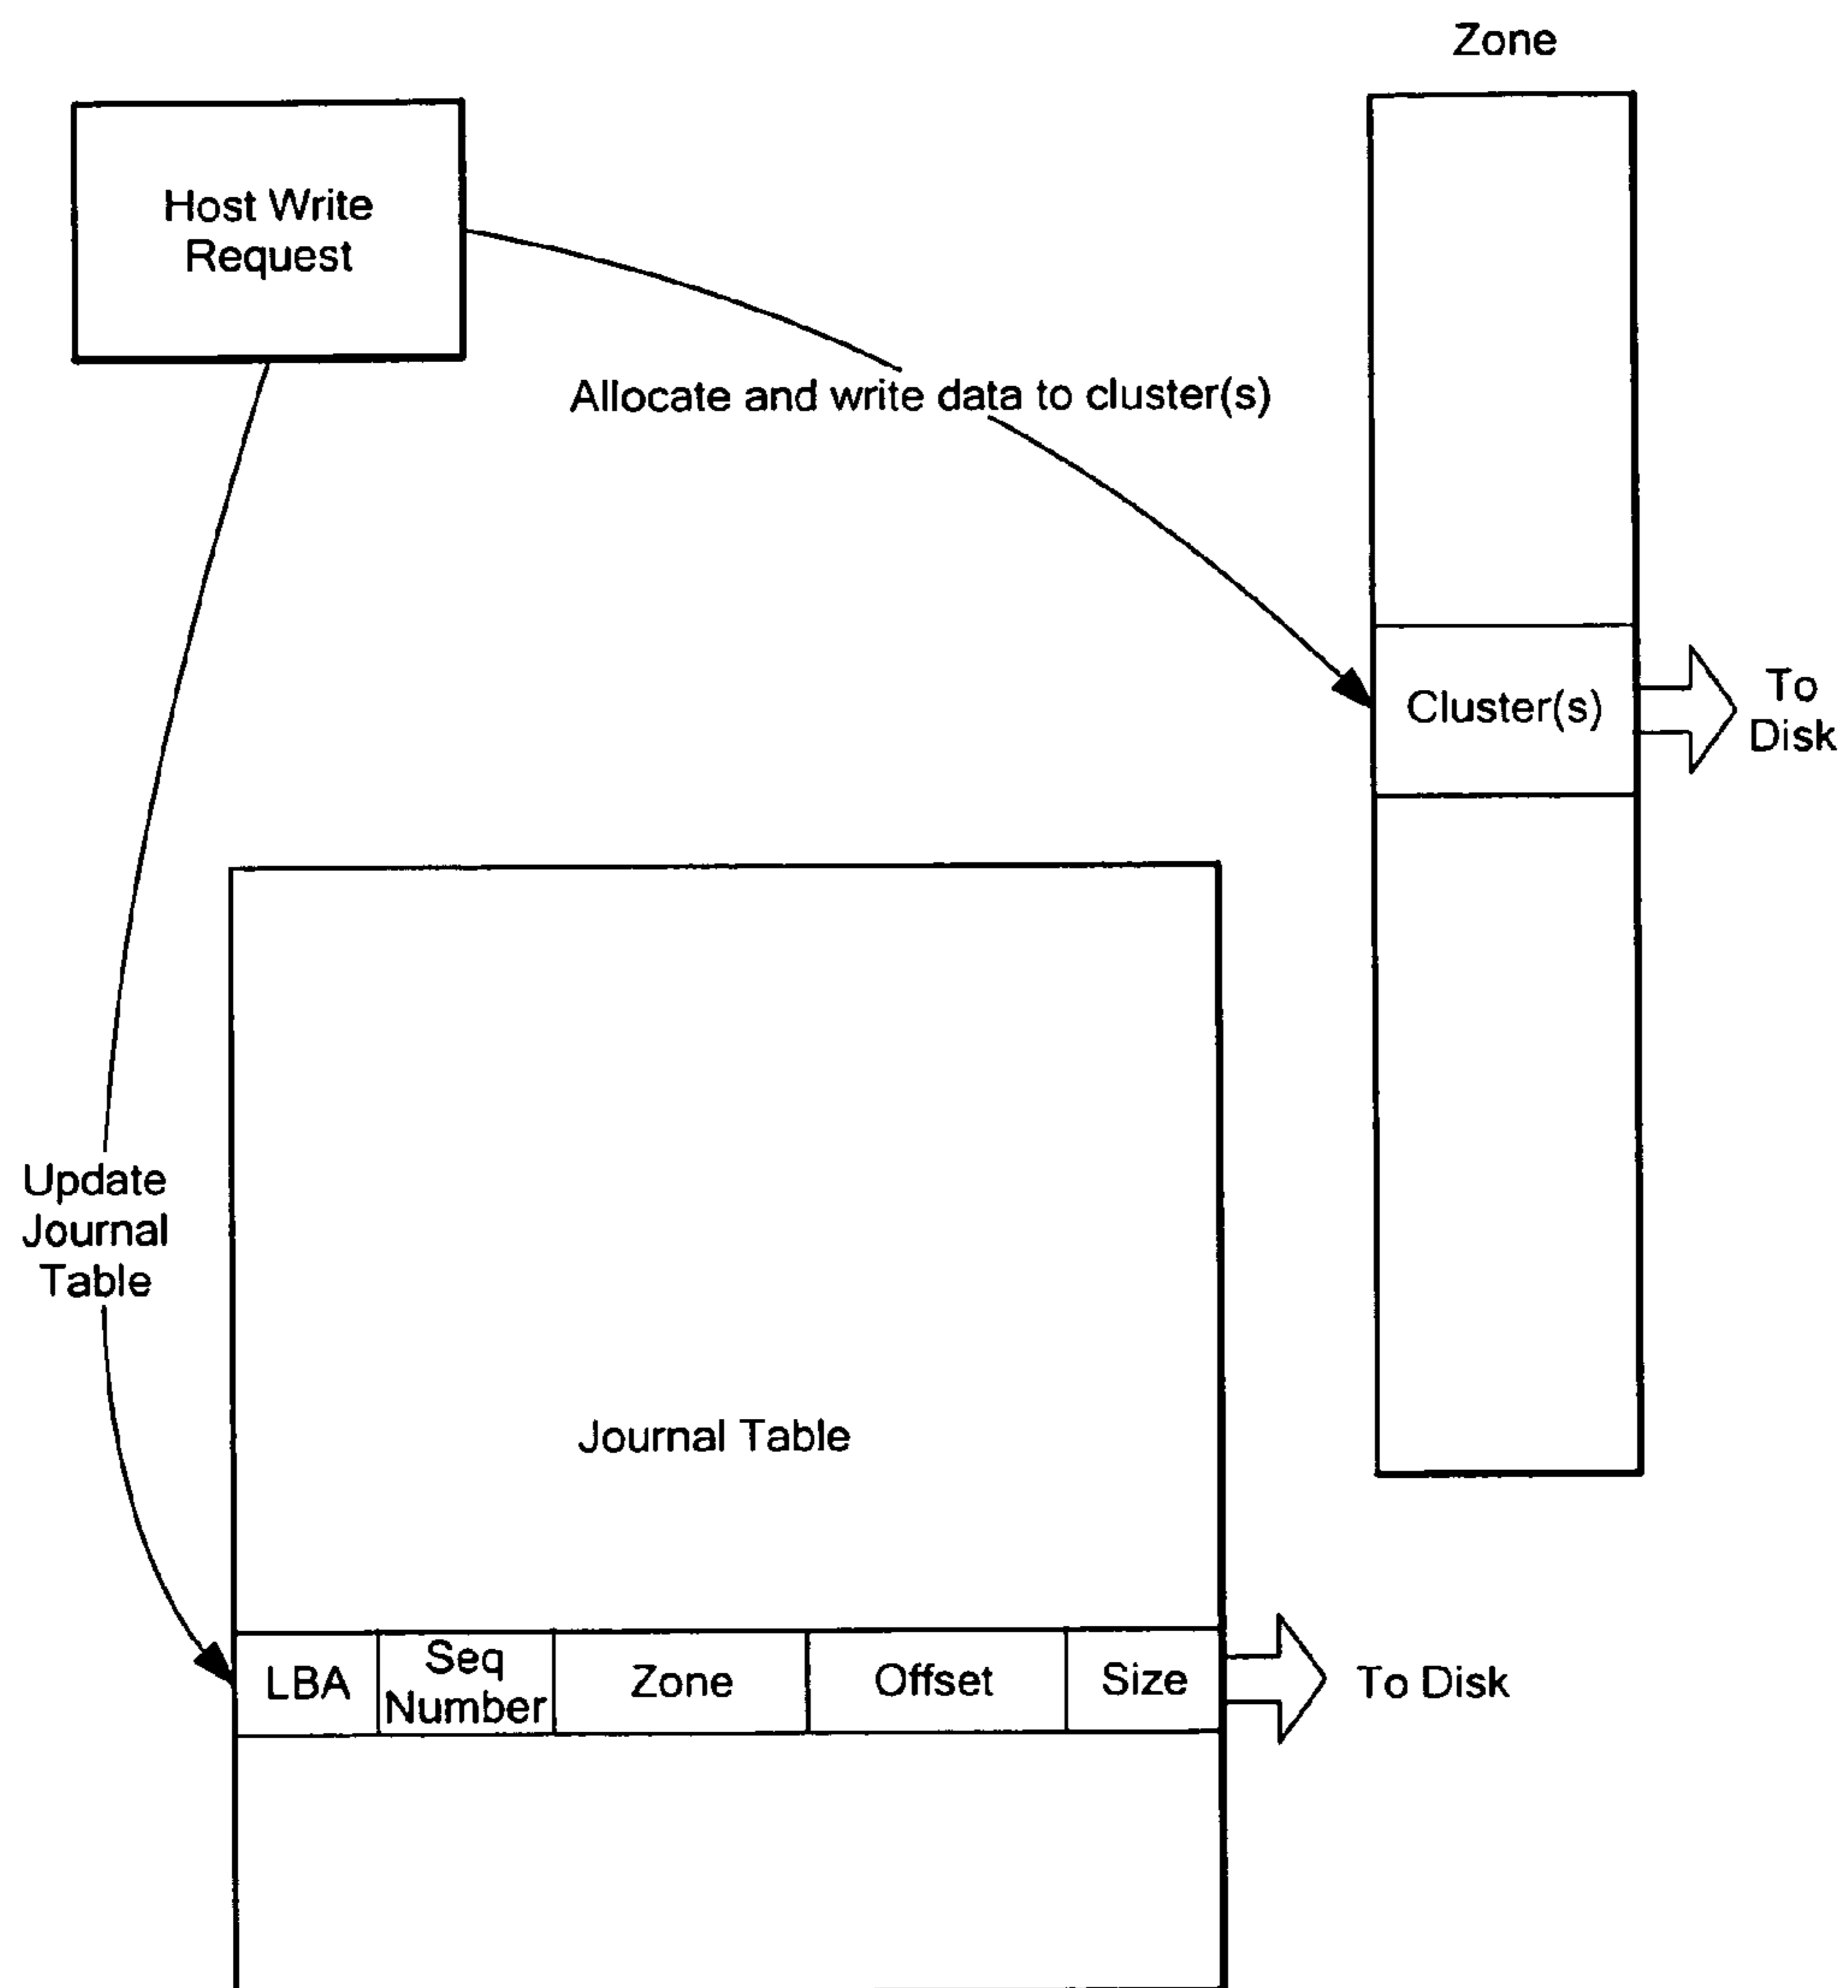 Zone
Host Write
Request
Allocate and write data to cluster(s)
Cluster(s)
To
Disk
Update
Journal
Table
Journal Table
LBA
Seq
Number
Zone
Offset
Size
To Disk